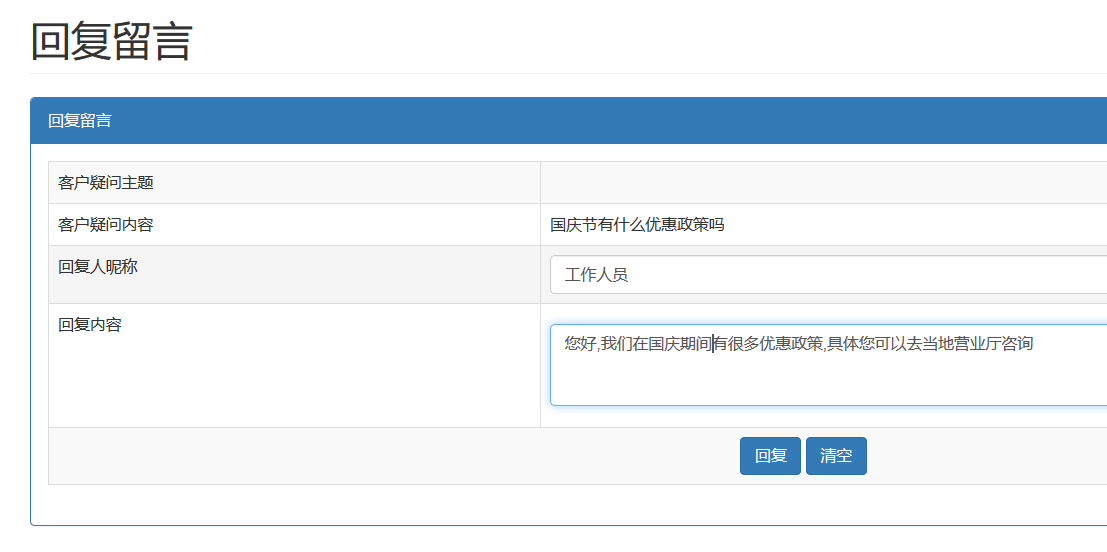 回复留言
回复留言
客户疑问主题
客户疑问内容
国庆节有什么优惠政策吗
回复人昵称
工作人员
回复内容
您好,我们在国庆期间有很多优惠政策,具体您可以去当地营业厅咨询
回复 清空